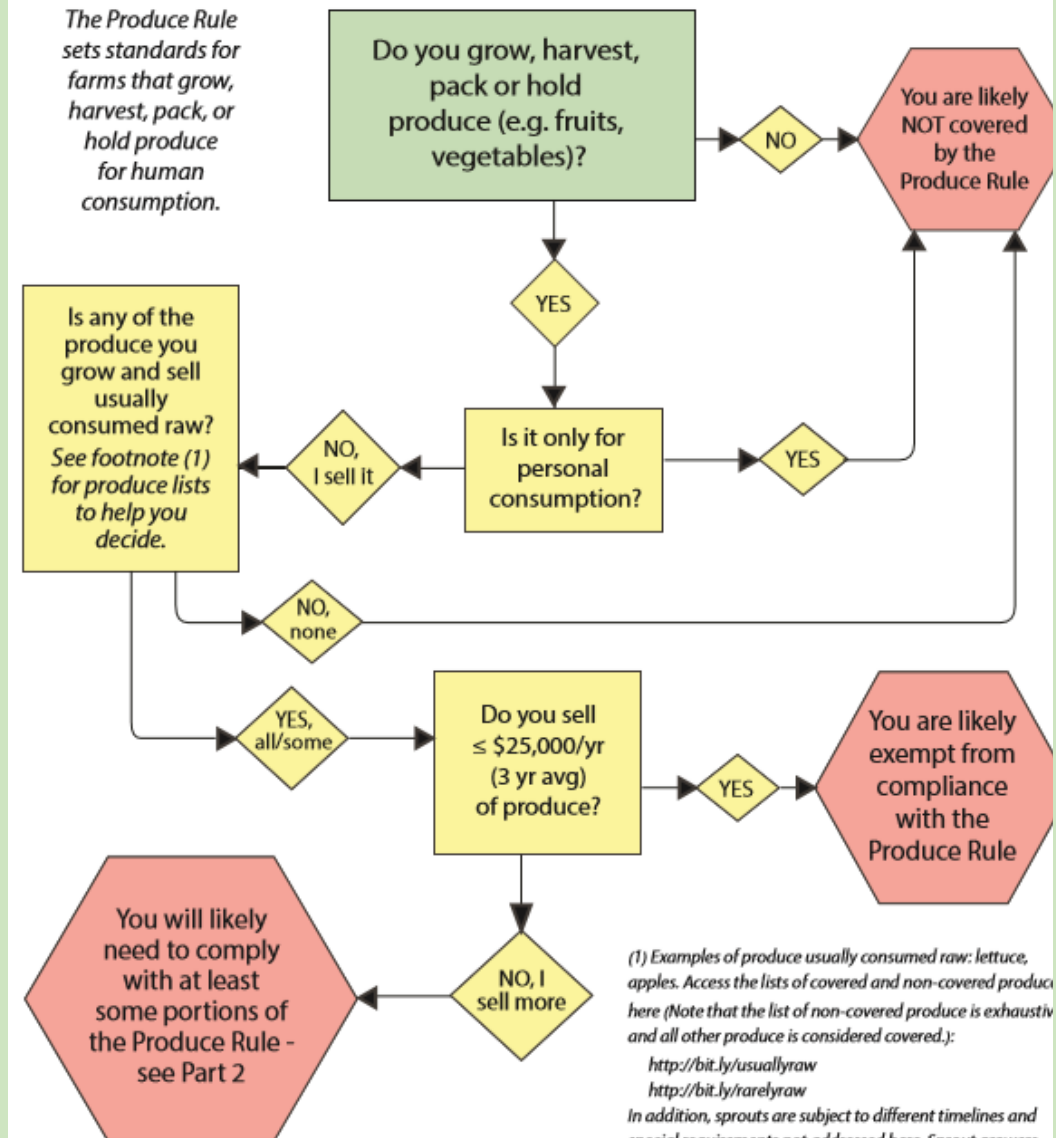 The Produce Rule
sets standards for
farms that grow,
harvest, pack, or
hold produce
for human
consumption.
Do you grow, harvest,
pack or hold
produce (e.g. fruits,
vegetables)?
NO
You are likely
NOT covered
by the
Produce Rule
YES
Is it only for
personal
consumption?
YES
NO,
I sell it
Is any of the
produce you
grow and sell
usually
consumed raw?
See footnote (1)
for produce lists
to help you
decide.
NO,
none
YES,
all/some
Do you sell
≤ $25,000/yr
(3 yr avg)
of produce?
YES
You are likely
exempt from
compliance
with the
Produce Rule
NO, I
sell more
You will likely
need to comply
with at least
some portions of
the Produce Rule -
see Part 2
(1) Examples of produce usually consumed raw: lettuce,
apples. Access the lists of covered and non-covered produce
here (Note that the list of non-covered produce is exhaustiv
and all other produce is considered covered.):
http://bit.ly/usuallyraw
http://bit.ly/rarelyraw
In addition, sprouts are subject to different timelines and